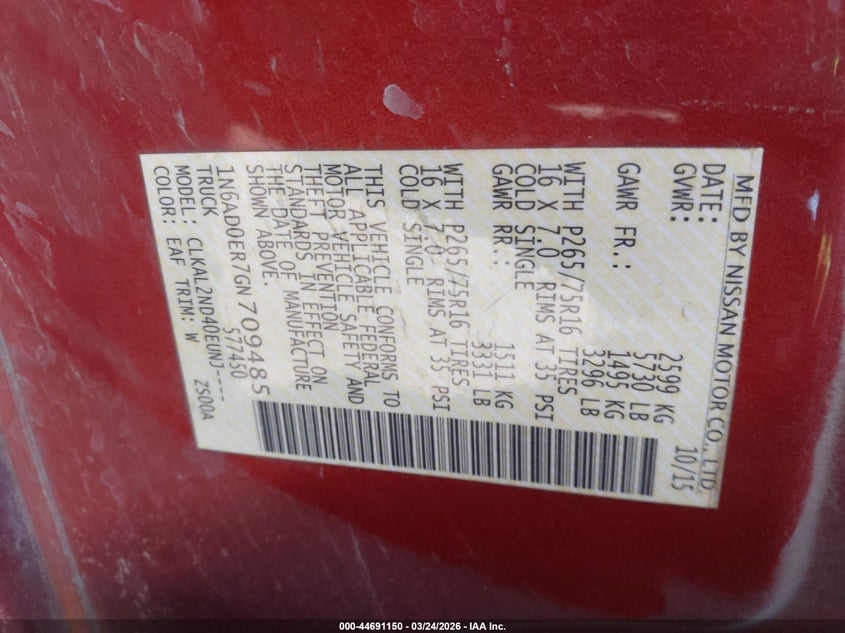 MFD BY NISSAN MOTOR CO., LTD.
DATE: 10/15
GVWR: 2599 KG
5730 LB
GAWR FR.: 1495 KG
3296 LB
WITH P265/75R16 TIRES
16 X 7.0 RIMS AT 35 PSI
COLD SINGLE
GAWR RR.: 1511 KG
3331 LB
WITH P265/75R16 TIRES
16 X 7.0 RIMS AT 35 PSI
COLD SINGLE
THIS VEHICLE CONFORMS TO
ALL APPLICABLE FEDERAL
MOTOR VEHICLE SAFETY AND
THEFT PREVENTION
STANDARDS IN EFFECT ON
THE DATE OF MANUFACTURE
SHOWN ABOVE.
1N6AD0ER7GN709485
TRUCK 577450
MODEL: CLKAL2ND40EUNJ----
COLOR: EAF TRIM: W ZS00A
000-44691150 - 03/24/2026 - IAA Inc.